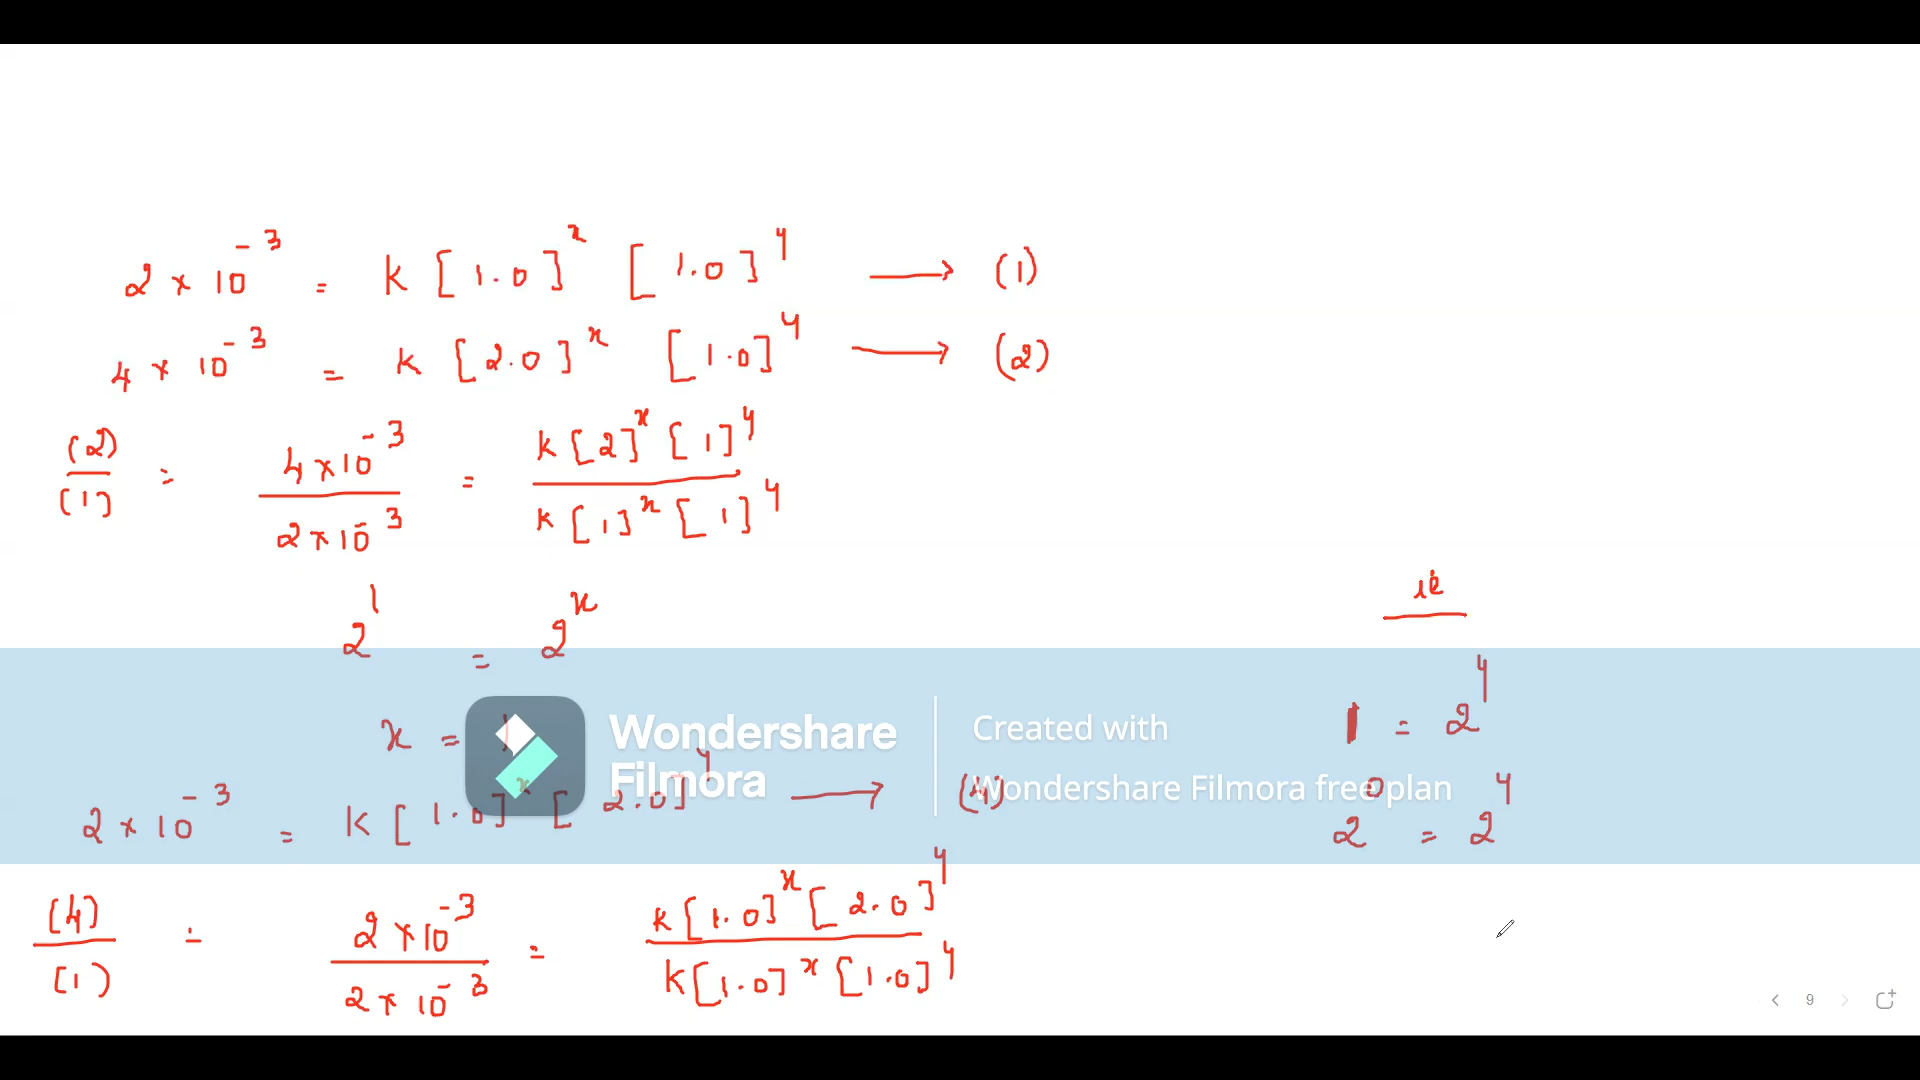 2 × 10⁻³ = K [1.0]ˣ [1.0]ʸ ⟶ (1)
4 × 10⁻³ = K [2.0]ˣ [1.0]ʸ ⟶ (2)
(2)/(1) = 4×10⁻³ / 2×10⁻³ = K[2]ˣ[1]ʸ / K[1]ˣ[1]ʸ
2¹ = 2ˣ
x = 1
2 × 10⁻³ = K [1.0]ˣ [2.0]ʸ ⟶ (4)
(4)/(1) = 2×10⁻³ / 2×10⁻³ = K[1.0]ˣ[2.0]ʸ / K[1.0]ˣ[1.0]ʸ
ie
1 = 2ʸ
2⁰ = 2ʸ
Wondershare
Filmora
Created with
Wondershare Filmora free plan
9